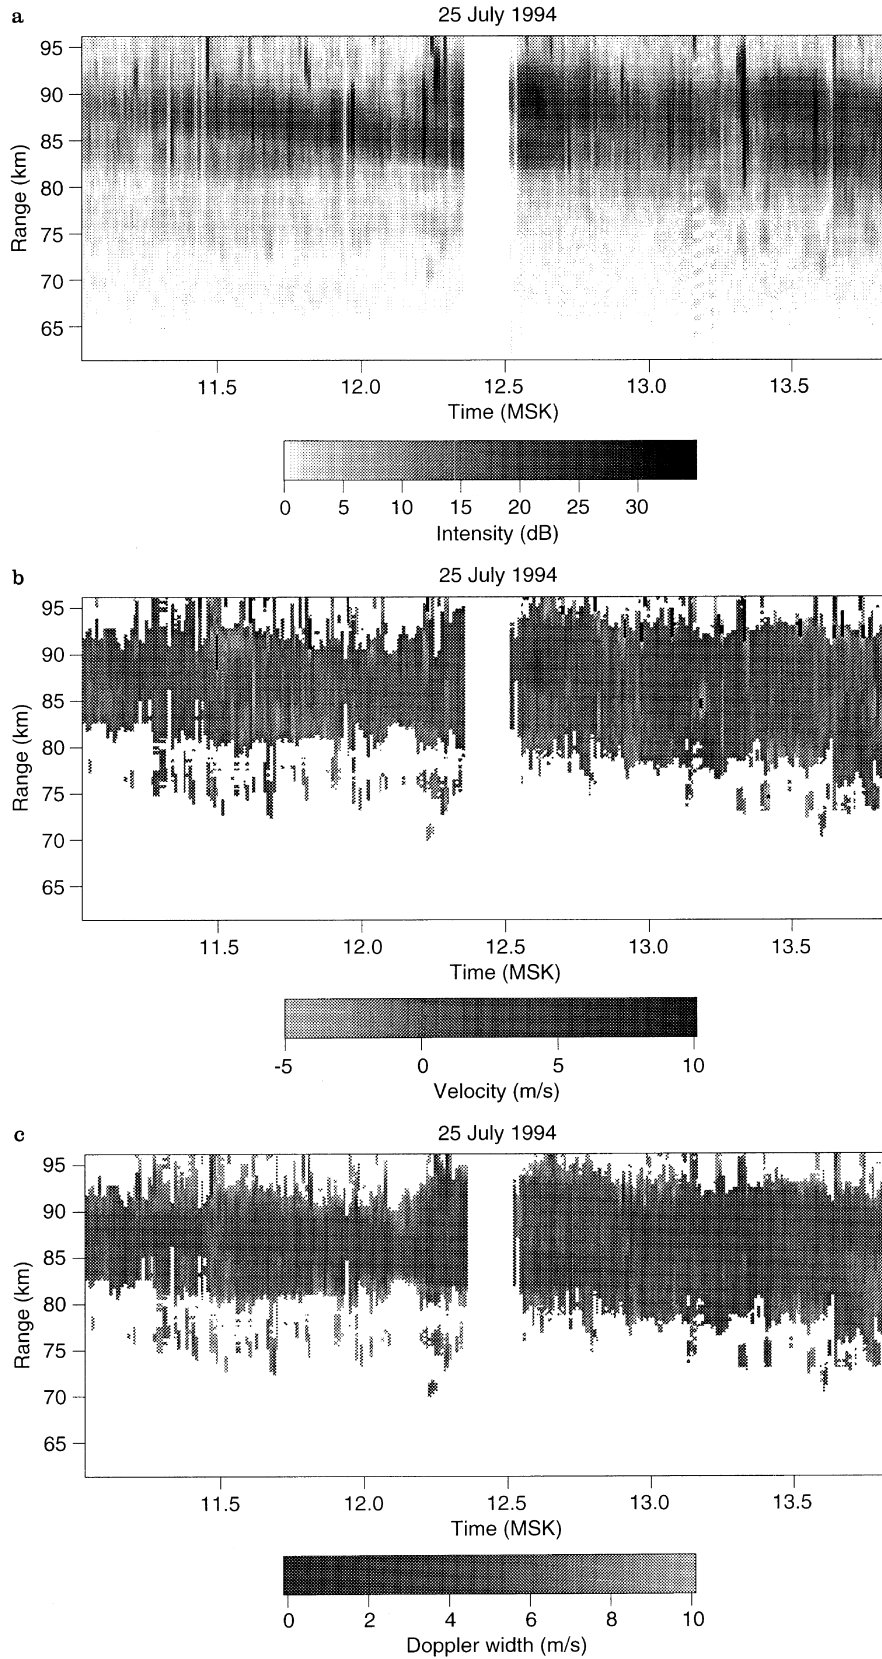 a
25 July 1994
95
90
85
80
75
70
65
Range (km)
11.5 12.0 12.5 13.0 13.5
Time (MSK)
0 5 10 15 20 25 30
Intensity (dB)
b
25 July 1994
95
90
85
80
75
70
65
Range (km)
11.5 12.0 12.5 13.0 13.5
Time (MSK)
-5 0 5 10
Velocity (m/s)
c
25 July 1994
95
90
85
80
75
70
65
Range (km)
11.5 12.0 12.5 13.0 13.5
Time (MSK)
0 2 4 6 8 10
Doppler width (m/s)